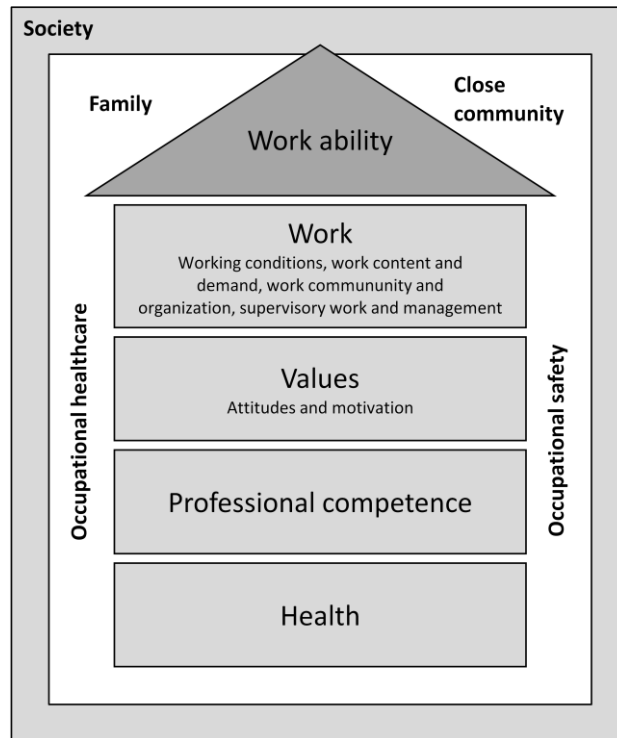 Society
Family
Close
community
Work ability
Work
Working conditions, work content and
demand, work commununity and
organization, supervisory work and management
Occupational healthcare
Values
Attitudes and motivation
Occupational safety
Professional competence
Health